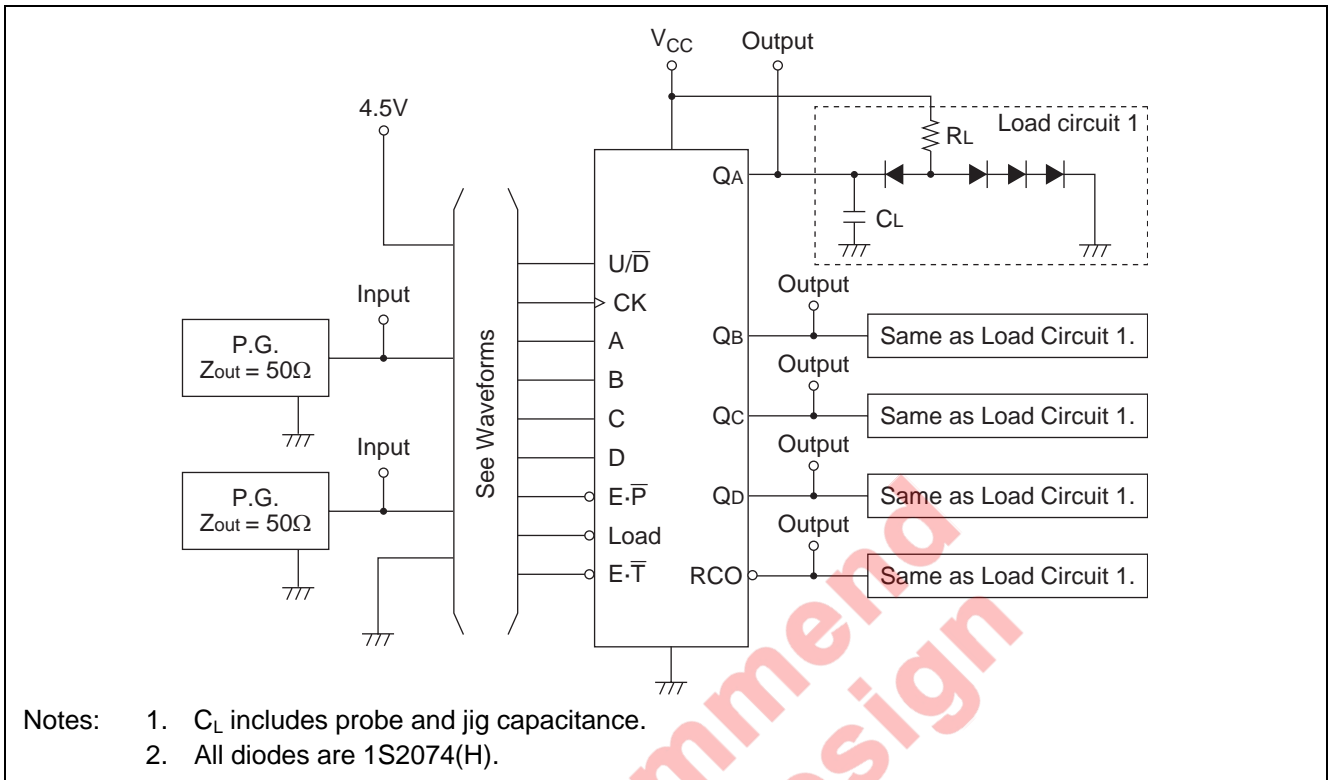 VCC
Output
4.5V
Load circuit 1
RL
QA
CL
U/D̅
CK
A
B
C
D
E·P̅
Load
E·T̅
Input
P.G.
Zout = 50Ω
Input
P.G.
Zout = 50Ω
See Waveforms
Output
QB
Same as Load Circuit 1.
Output
QC
Same as Load Circuit 1.
Output
QD
Same as Load Circuit 1.
Output
RCO
Same as Load Circuit 1.
Notes: 1. CL includes probe and jig capacitance.
2. All diodes are 1S2074(H).